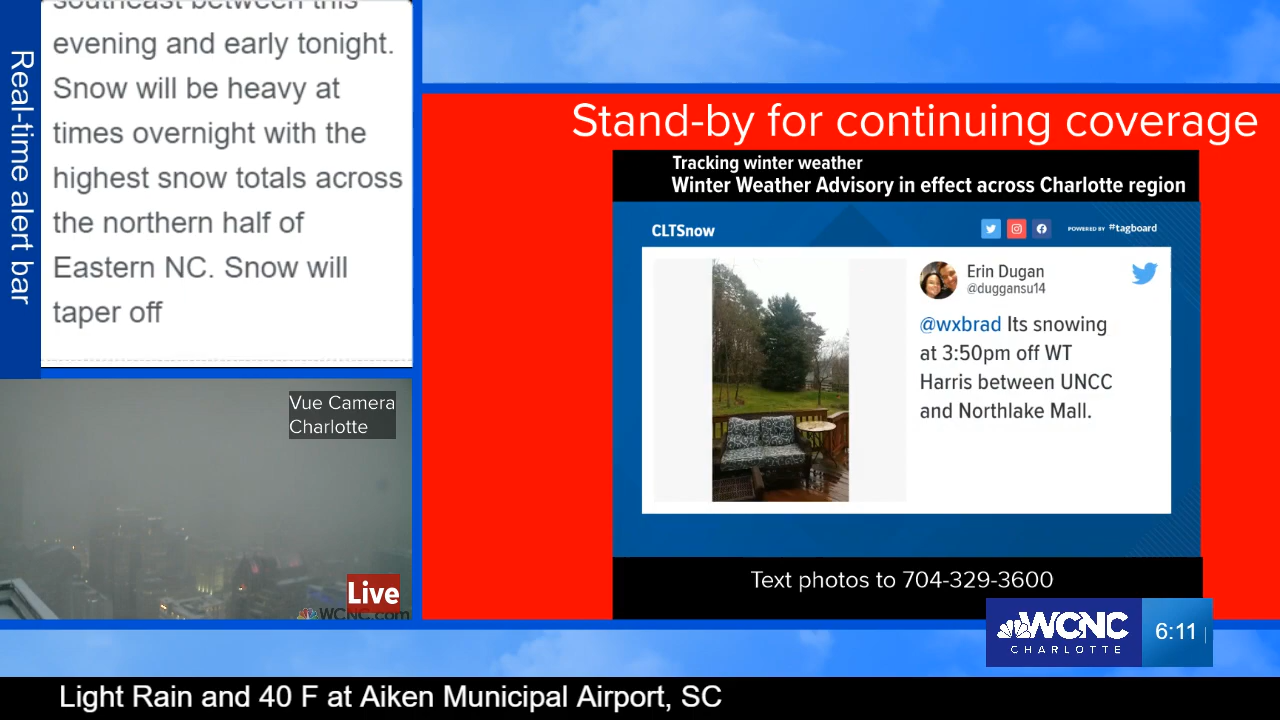 Real-time alert bar
southeast between this
evening and early tonight.
Snow will be heavy at
times overnight with the
highest snow totals across
the northern half of
Eastern NC. Snow will
taper off
Vue Camera
Charlotte
Live
WCNC.com
Stand-by for continuing coverage
Tracking winter weather
Winter Weather Advisory in effect across Charlotte region
CLTSnow
POWERED BY #tagboard
Erin Dugan
@duggansu14
@wxbrad Its snowing
at 3:50pm off WT
Harris between UNCC
and Northlake Mall.
Text photos to 704-329-3600
WCNC
CHARLOTTE
6:11
Light Rain and 40 F at Aiken Municipal Airport, SC